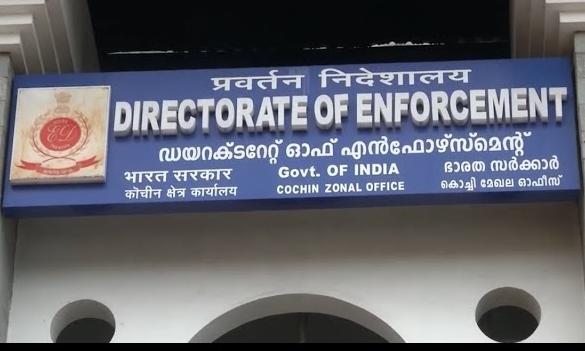 प्रवर्तन निदेशालय
DIRECTORATE OF ENFORCEMENT
ഡയറക്ടറേറ്റ് ഓഫ് എൻഫോഴ്സ്മെന്റ്
भारत सरकार Govt. OF INDIA ഭാരത സർക്കാർ
कोचीन क्षेत्र कार्यालय COCHIN ZONAL OFFICE കൊച്ചി മേഖല ഓഫീസ്